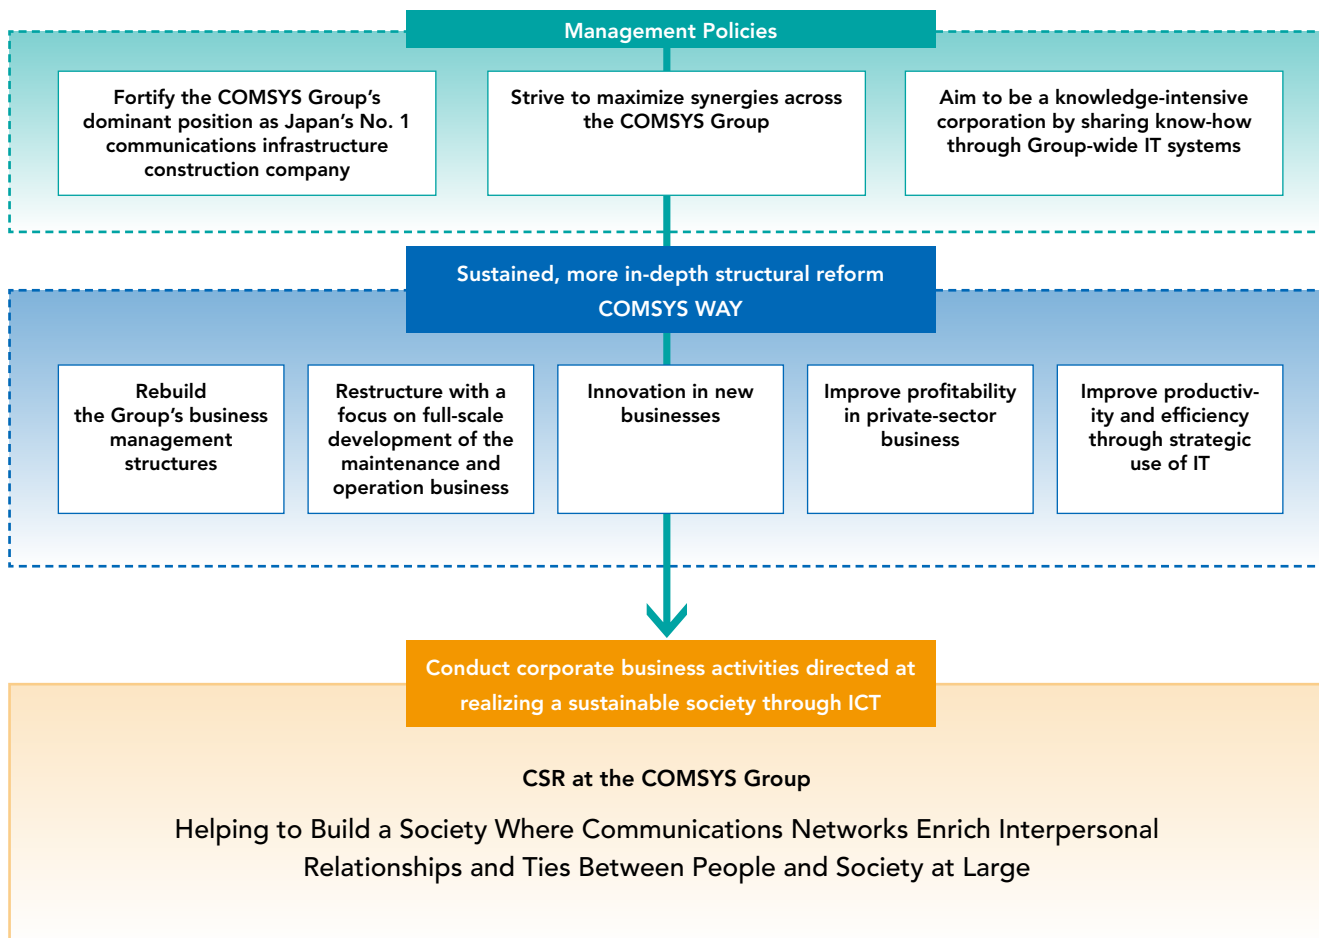 Management Policies
Fortify the COMSYS Group’s
dominant position as Japan’s No. 1
communications infrastructure
construction company
Strive to maximize synergies across
the COMSYS Group
Aim to be a knowledge-intensive
corporation by sharing know-how
through Group-wide IT systems
Sustained, more in-depth structural reform
COMSYS WAY
Rebuild
the Group’s business
management
structures
Restructure with a
focus on full-scale
development of the
maintenance and
operation business
Innovation in new
businesses
Improve profitability
in private-sector
business
Improve productiv-
ity and efficiency
through strategic
use of IT
Conduct corporate business activities directed at
realizing a sustainable society through ICT
CSR at the COMSYS Group
Helping to Build a Society Where Communications Networks Enrich Interpersonal
Relationships and Ties Between People and Society at Large